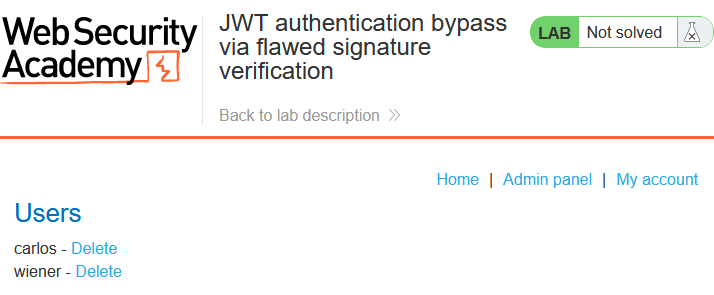 Web Security
Academy
JWT authentication bypass
via flawed signature
verification
Back to lab description >>
LAB Not solved
Home | Admin panel | My account
Users
carlos - Delete
wiener - Delete